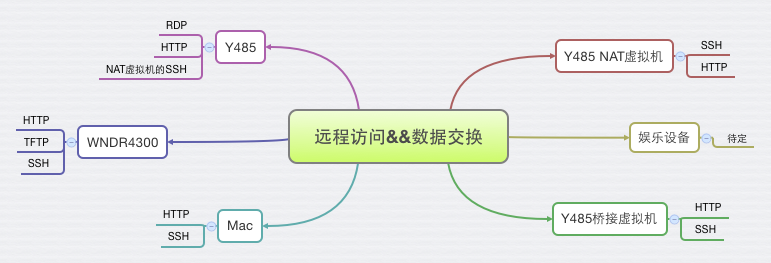 远程访问&&数据交换
Y485
RDP
HTTP
NAT虚拟机的SSH
WNDR4300
HTTP
TFTP
SSH
Mac
HTTP
SSH
Y485 NAT虚拟机
SSH
HTTP
娱乐设备
待定
Y485桥接虚拟机
HTTP
SSH